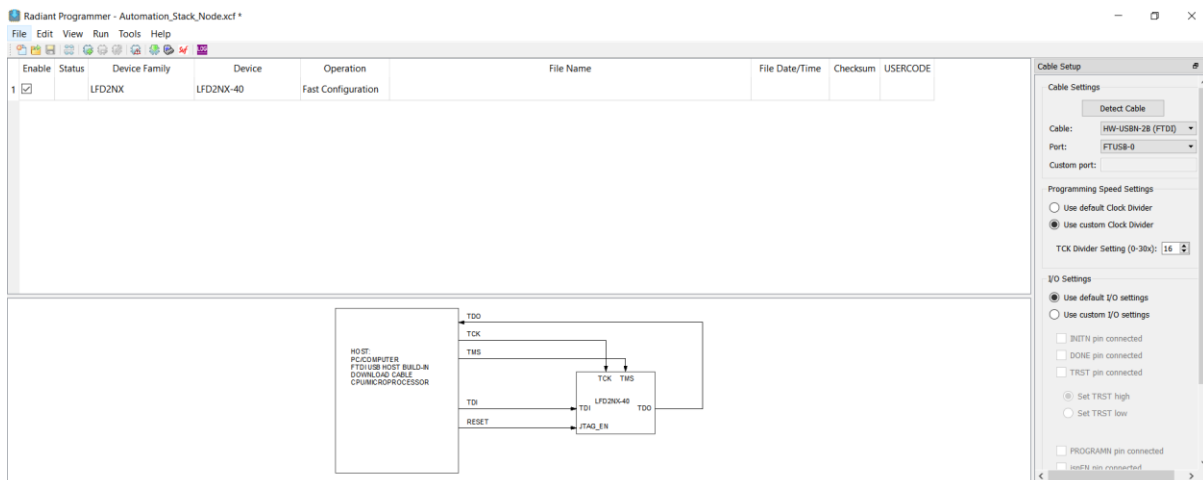 Radiant Programmer - Automation_Stack_Node.xcf *
File Edit View Run Tools Help
LOG
Enable Status Device Family Device Operation File Name File Date/Time Checksum USERCODE
1 LFD2NX LFD2NX-40 Fast Configuration
Cable Setup
Cable Settings
Detect Cable
Cable: HW-USBN-2B (FTDI)
Port: FTUSB-0
Custom port:
Programming Speed Settings
Use default Clock Divider
Use custom Clock Divider
TCK Divider Setting (0-30x): 16
I/O Settings
Use default I/O settings
Use custom I/O settings
INITN pin connected
DONE pin connected
TRST pin connected
Set TRST high
Set TRST low
PROGRAMN pin connected
ispEN pin connected
TDO
TCK
TMS
HOST:
PC/COMPUTER
FTDI USB HOST BUILD-IN
DOWNLOAD CABLE
CPU/MICROPROCESSOR
TDI
RESET
TCK TMS
LFD2NX-40
TDI TDO
JTAG_EN